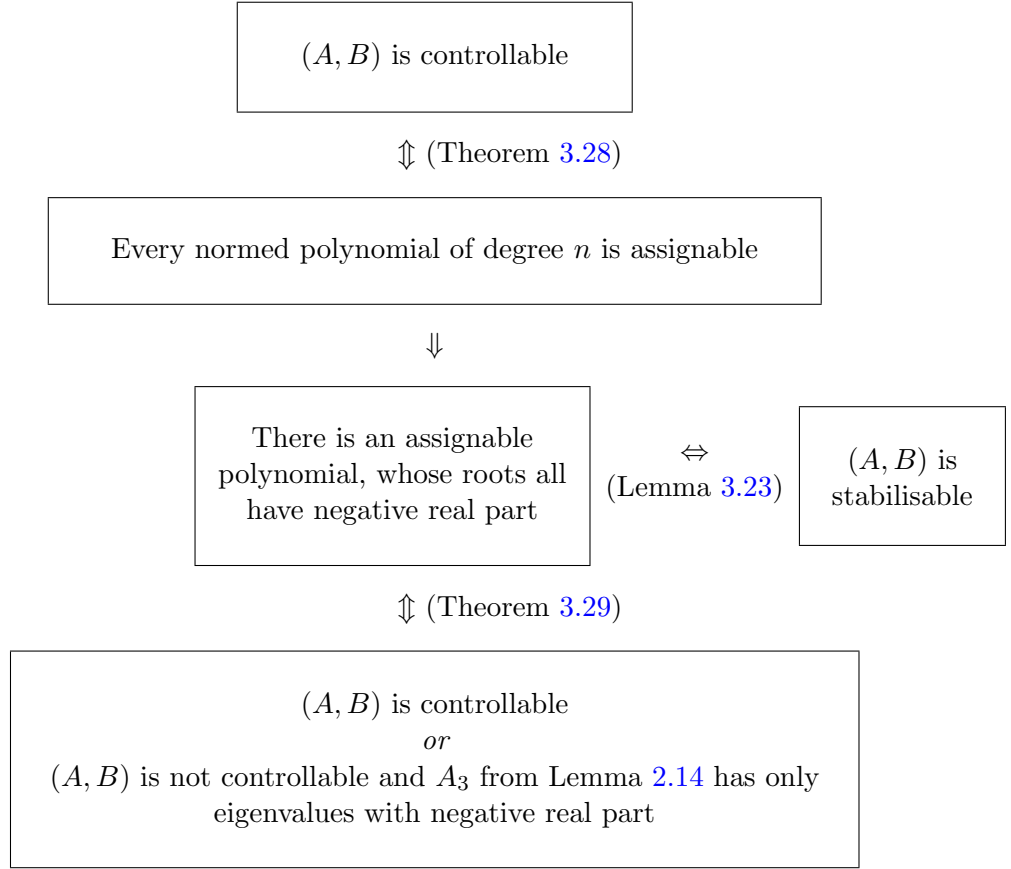 (A, B) is controllable
⇕ (Theorem 3.28)
Every normed polynomial of degree n is assignable
⇓
There is an assignable
polynomial, whose roots all
have negative real part
⇔
(Lemma 3.23)
(A, B) is
stabilisable
⇕ (Theorem 3.29)
(A, B) is controllable
or
(A, B) is not controllable and A₃ from Lemma 2.14 has only
eigenvalues with negative real part